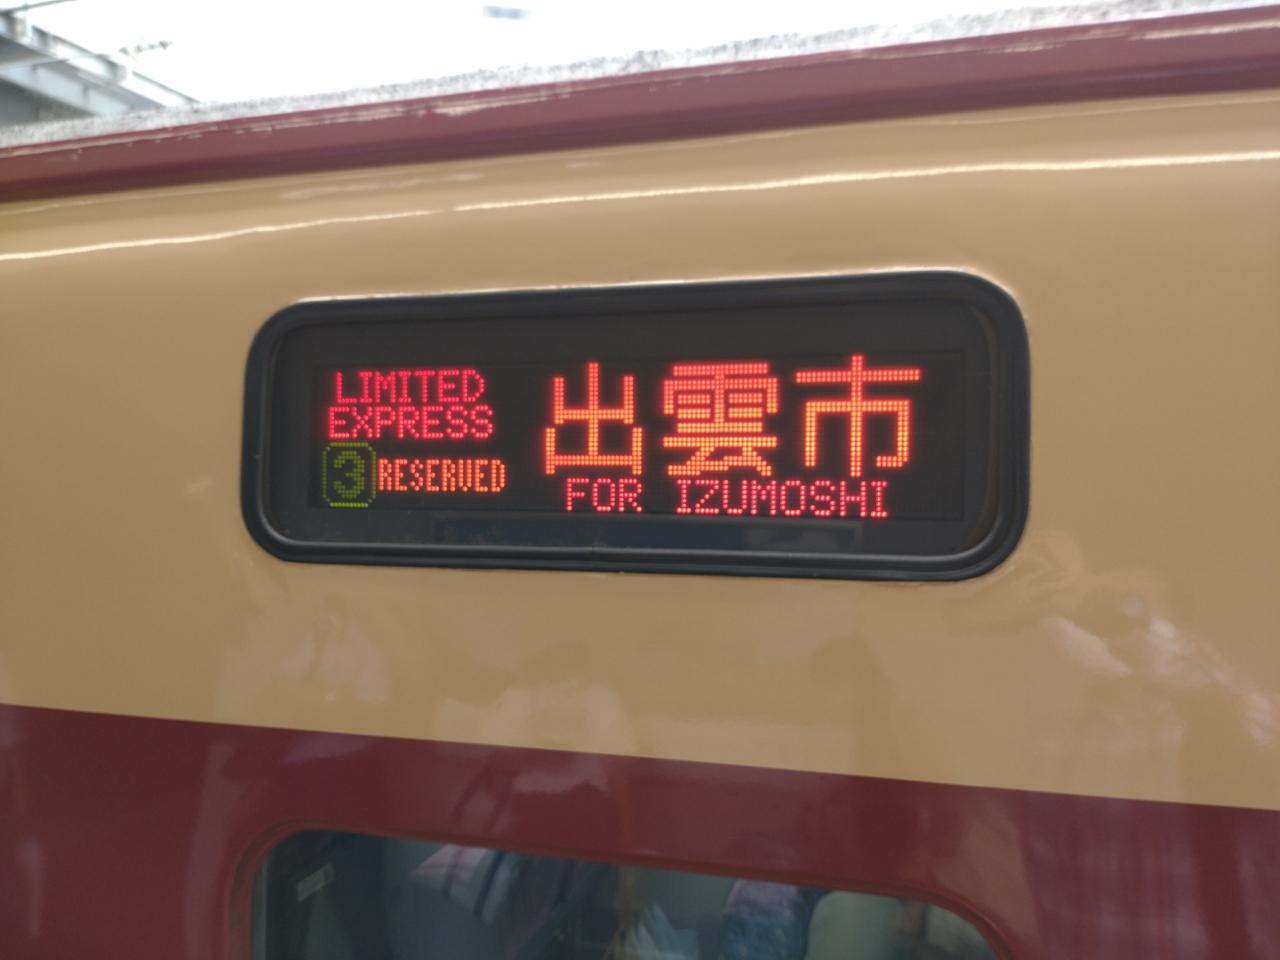 LIMITED
EXPRESS
3 RESERVED
出雲市
FOR IZUMOSHI